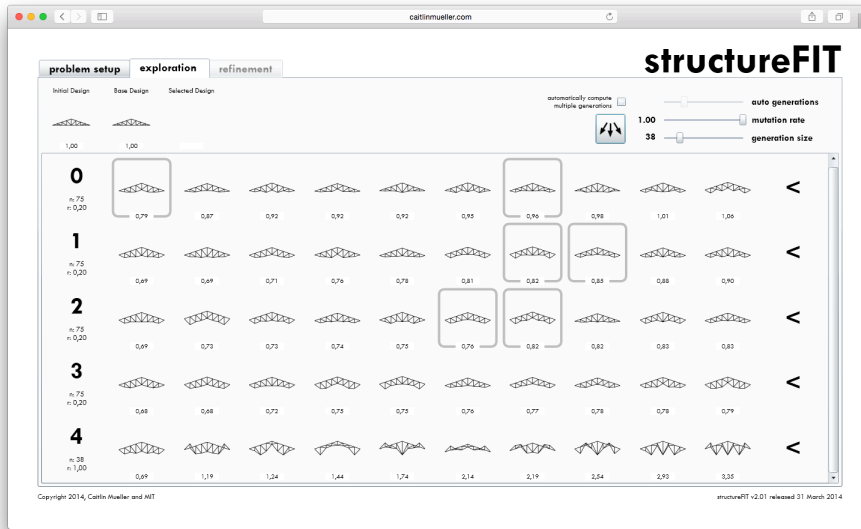 caitlinmueller.com
structureFIT
problem setup
exploration
refinement
Initial Design
Base Design
Selected Design
1,00
1,00
automatically compute
multiple generations
auto generations
1.00
mutation rate
38
generation size
0
n: 75
r: 0,20
0,79
0,87
0,92
0,92
0,92
0,95
0,96
0,98
1,01
1,06
<
1
n: 75
r: 0,20
0,69
0,69
0,71
0,76
0,78
0,81
0,82
0,85
0,88
0,90
<
2
n: 75
r: 0,20
0,69
0,73
0,73
0,74
0,75
0,76
0,82
0,82
0,83
0,83
<
3
n: 75
r: 0,20
0,68
0,68
0,72
0,75
0,75
0,76
0,77
0,78
0,78
0,79
<
4
n: 38
r: 1,00
0,69
1,19
1,24
1,44
1,74
2,14
2,19
2,54
2,93
3,35
<
Copyright 2014, Caitlin Mueller and MIT
structureFIT v2.01 released 31 March 2014